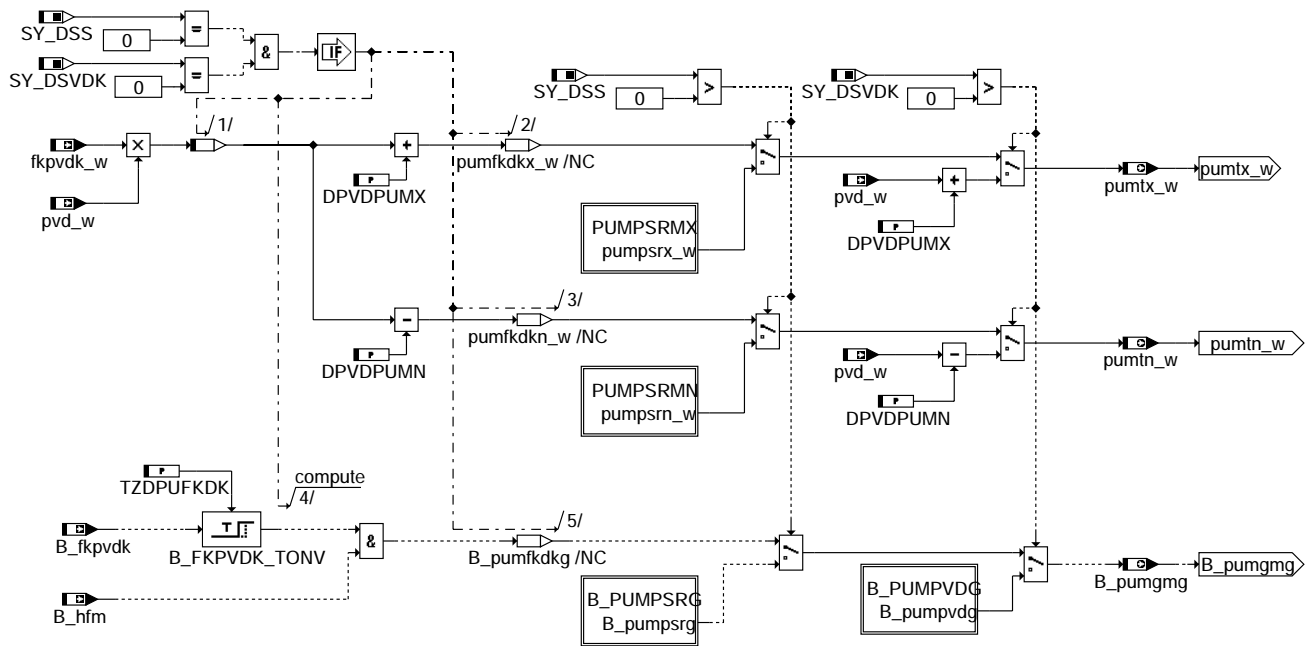 SY_DSS
0
=
&
IF
SY_DSVDK
0
=
SY_DSS
0
>
SY_DSVDK
0
>
1/
2/
fkpvdk_w
×
pvd_w
+
P
DPVDPUMX
pumfkdkx_w /NC
PUMPSRMX
pumpsrx_w
pvd_w
+
P
DPVDPUMX
pumtx_w
pumtx_w
3/
-
P
DPVDPUMN
pumfkdkn_w /NC
PUMPSRMN
pumpsrn_w
pvd_w
-
P
DPVDPUMN
pumtn_w
pumtn_w
P
TZDPUFKDK
compute
4/
5/
B_fkpvdk
T
B_FKPVDK_TONV
&
B_pumfkdkg /NC
B_hfm
B_PUMPSRG
B_pumpsrg
B_PUMPVDG
B_pumpvdg
B_pumgmg
B_pumgmg